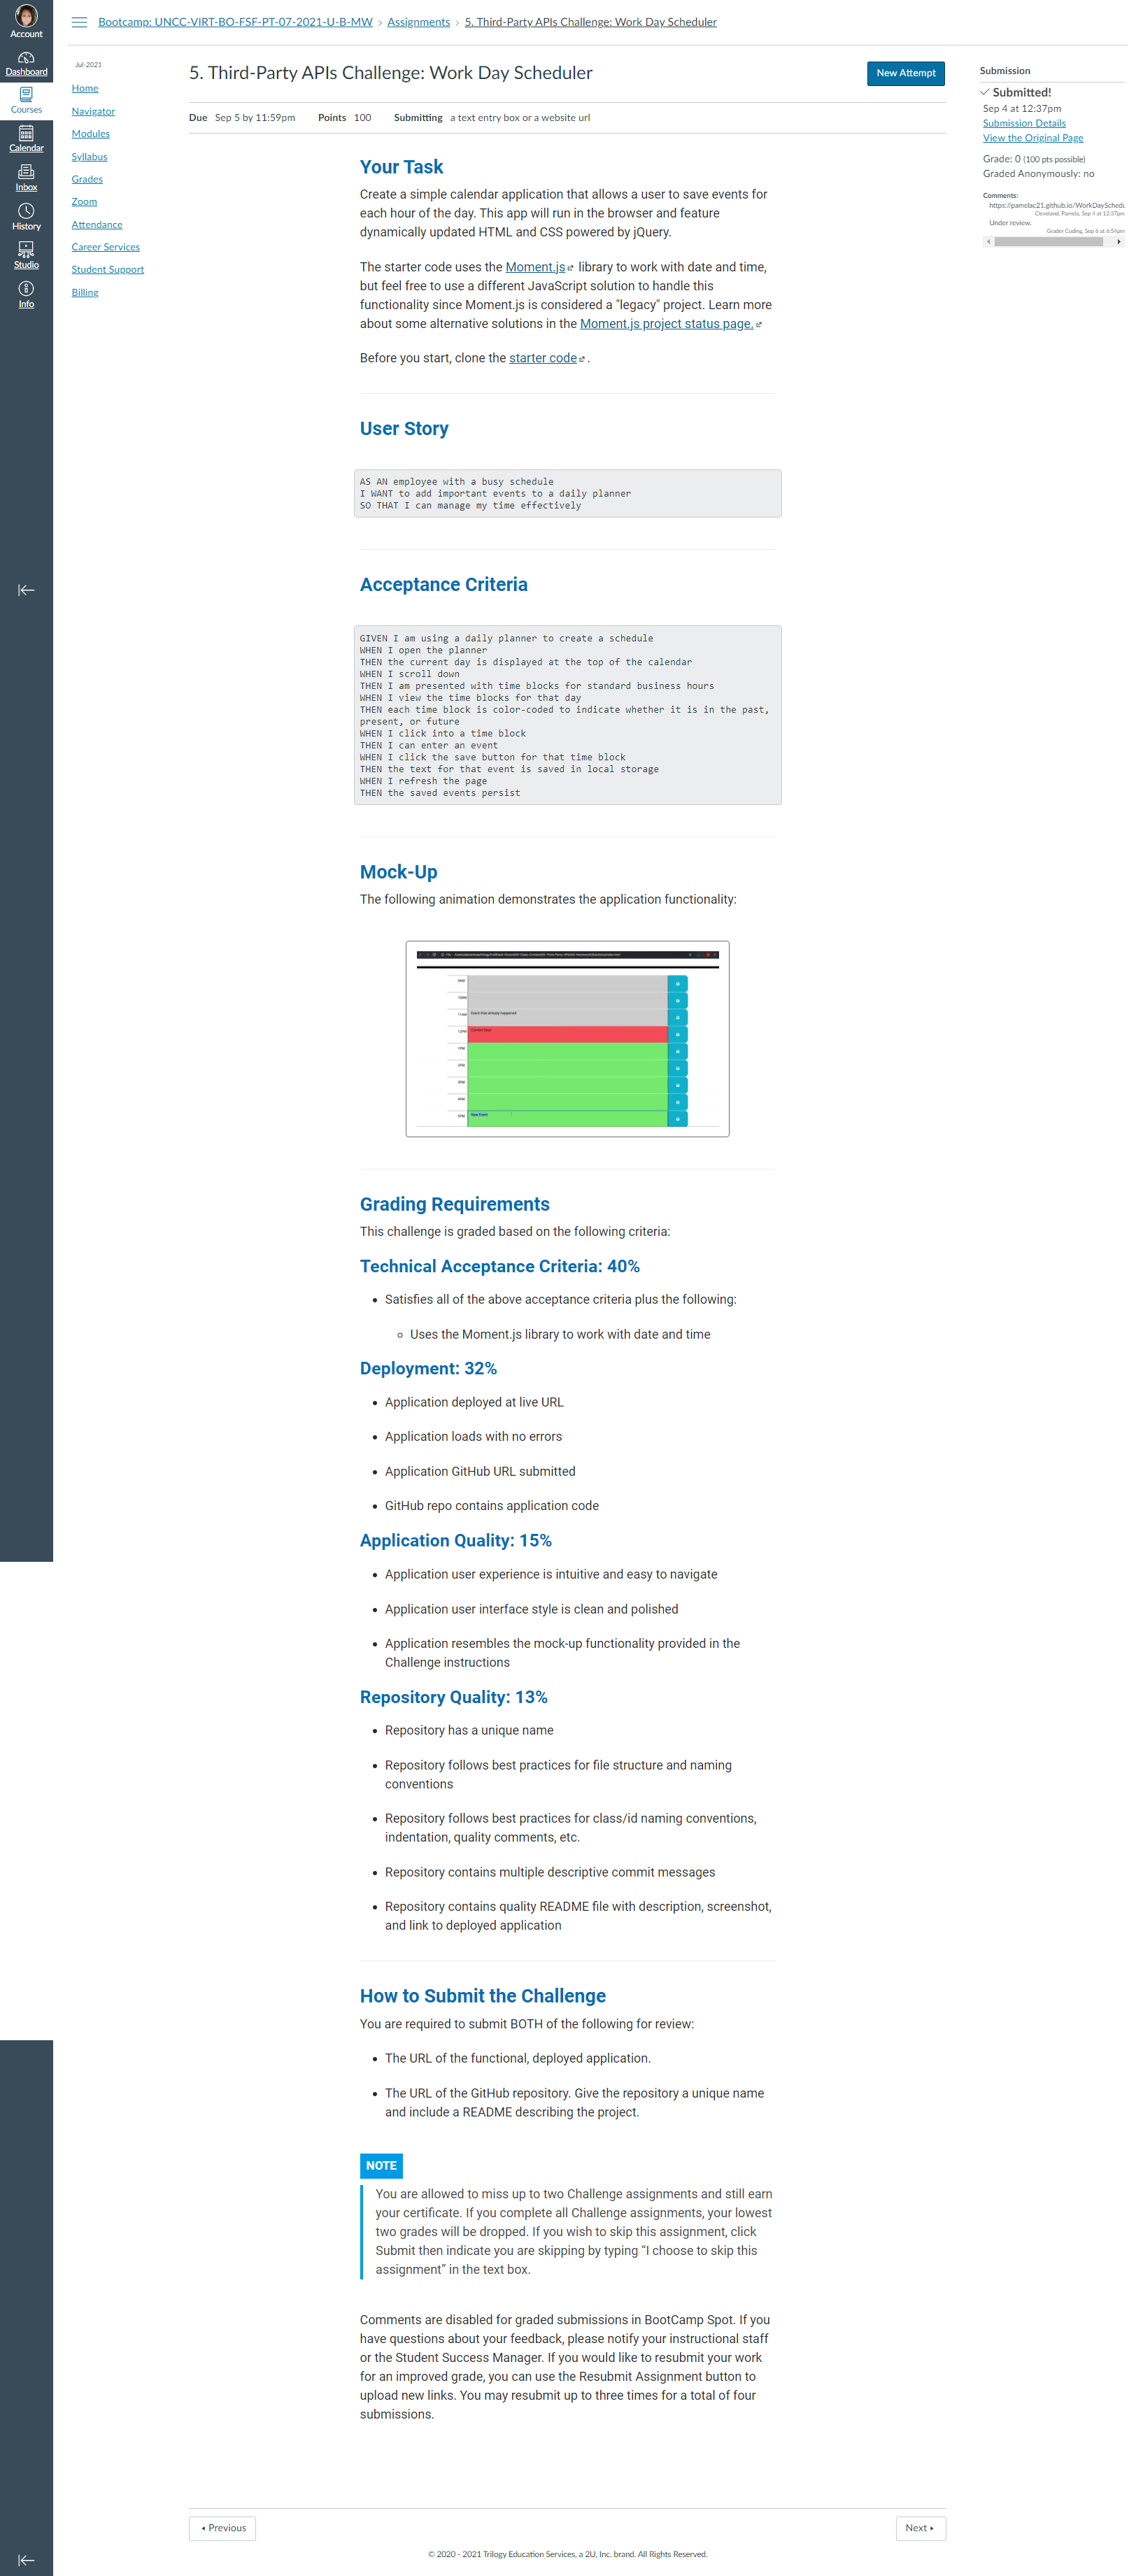 Account
Dashboard
Courses
Calendar
Inbox
History
Studio
Info
Bootcamp: UNCC-VIRT-BO-FSF-PT-07-2021-U-B-MW › Assignments › 5. Third-Party APIs Challenge: Work Day Scheduler
Jul-2021
Home
Navigator
Modules
Syllabus
Grades
Zoom
Attendance
Career Services
Student Support
Billing
5. Third-Party APIs Challenge: Work Day Scheduler
New Attempt
Due Sep 5 by 11:59pm Points 100 Submitting a text entry box or a website url
Submission
Submitted!
Sep 4 at 12:37pm
Submission Details
View the Original Page
Grade: 0 (100 pts possible)
Graded Anonymously: no
Comments:
https://pamelac21.github.io/WorkDaySchedu
Cleveland, Pamela, Sep 4 at 12:37pm
Under review.
Grader Coding, Sep 6 at 6:54pm
Your Task
Create a simple calendar application that allows a user to save events for
each hour of the day. This app will run in the browser and feature
dynamically updated HTML and CSS powered by jQuery.
The starter code uses the Moment.js library to work with date and time,
but feel free to use a different JavaScript solution to handle this
functionality since Moment.js is considered a "legacy" project. Learn more
about some alternative solutions in the Moment.js project status page.
Before you start, clone the starter code .
User Story
AS AN employee with a busy schedule
I WANT to add important events to a daily planner
SO THAT I can manage my time effectively
Acceptance Criteria
GIVEN I am using a daily planner to create a schedule
WHEN I open the planner
THEN the current day is displayed at the top of the calendar
WHEN I scroll down
THEN I am presented with time blocks for standard business hours
WHEN I view the time blocks for that day
THEN each time block is color-coded to indicate whether it is in the past,
present, or future
WHEN I click into a time block
THEN I can enter an event
WHEN I click the save button for that time block
THEN the text for that event is saved in local storage
WHEN I refresh the page
THEN the saved events persist
Mock-Up
The following animation demonstrates the application functionality:
9AM
10AM
11AM Event that already happened
12PM
1PM
2PM
3PM
4PM
5PM New Event
Grading Requirements
This challenge is graded based on the following criteria:
Technical Acceptance Criteria: 40%
Satisfies all of the above acceptance criteria plus the following:
Uses the Moment.js library to work with date and time
Deployment: 32%
Application deployed at live URL
Application loads with no errors
Application GitHub URL submitted
GitHub repo contains application code
Application Quality: 15%
Application user experience is intuitive and easy to navigate
Application user interface style is clean and polished
Application resembles the mock-up functionality provided in the
Challenge instructions
Repository Quality: 13%
Repository has a unique name
Repository follows best practices for file structure and naming
conventions
Repository follows best practices for class/id naming conventions,
indentation, quality comments, etc.
Repository contains multiple descriptive commit messages
Repository contains quality README file with description, screenshot,
and link to deployed application
How to Submit the Challenge
You are required to submit BOTH of the following for review:
The URL of the functional, deployed application.
The URL of the GitHub repository. Give the repository a unique name
and include a README describing the project.
NOTE
You are allowed to miss up to two Challenge assignments and still earn
your certificate. If you complete all Challenge assignments, your lowest
two grades will be dropped. If you wish to skip this assignment, click
Submit then indicate you are skipping by typing “I choose to skip this
assignment” in the text box.
Comments are disabled for graded submissions in BootCamp Spot. If you
have questions about your feedback, please notify your instructional staff
or the Student Success Manager. If you would like to resubmit your work
for an improved grade, you can use the Resubmit Assignment button to
upload new links. You may resubmit up to three times for a total of four
submissions.
Previous
Next
© 2020 - 2021 Trilogy Education Services, a 2U, Inc. brand. All Rights Reserved.